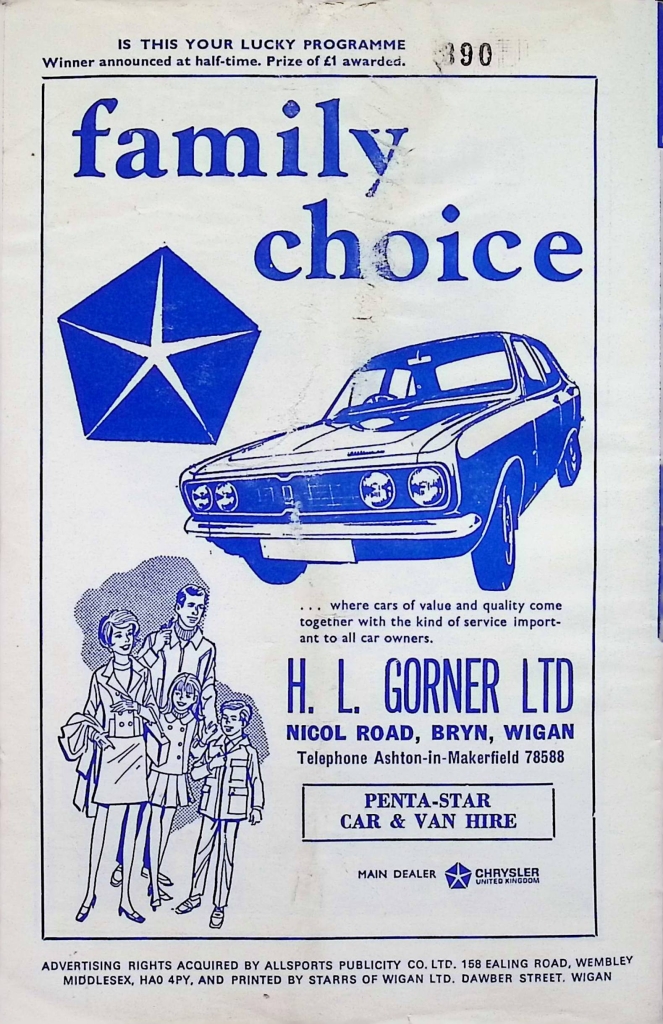 IS THIS YOUR LUCKY PROGRAMME
Winner announced at half-time. Prize of £1 awarded.
390
family
choice
... where cars of value and quality come
together with the kind of service import-
ant to all car owners.
H. L. GORNER LTD
NICOL ROAD, BRYN, WIGAN
Telephone Ashton-in-Makerfield 78588
PENTA-STAR
CAR & VAN HIRE
MAIN DEALER CHRYSLER
UNITED KINGDOM
ADVERTISING RIGHTS ACQUIRED BY ALLSPORTS PUBLICITY CO. LTD. 158 EALING ROAD, WEMBLEY
MIDDLESEX, HA0 4PY, AND PRINTED BY STARRS OF WIGAN LTD. DAWBER STREET. WIGAN